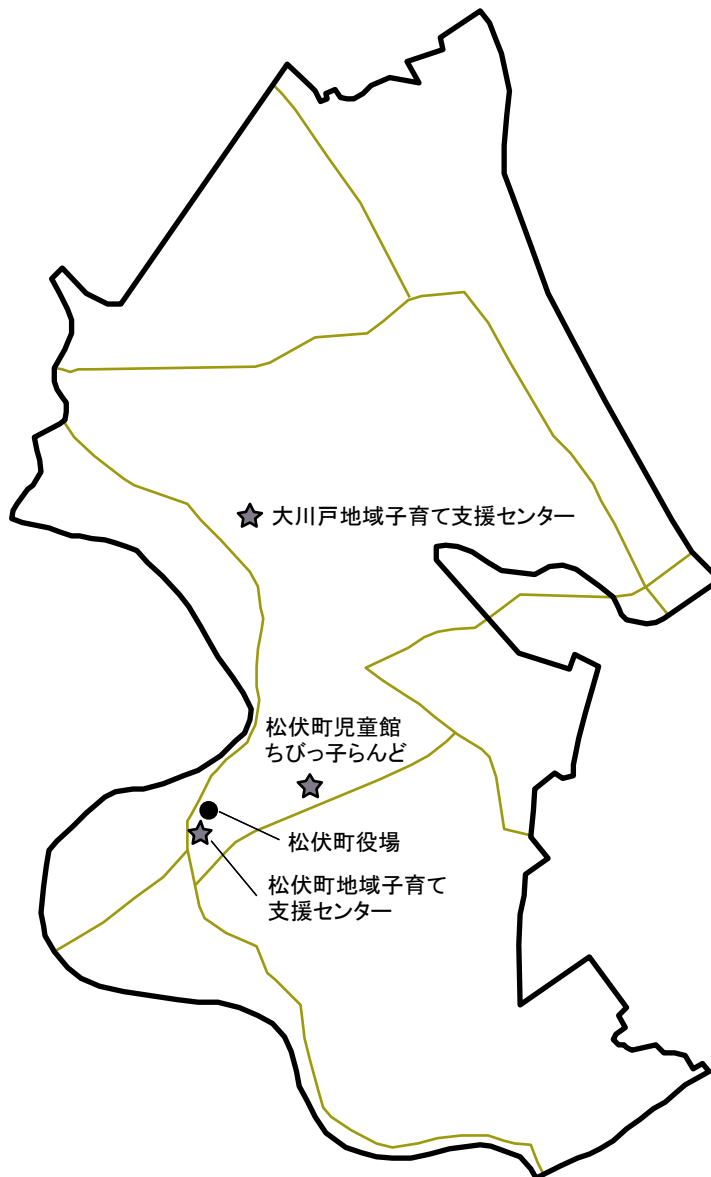 大川戸地域子育て支援センター
松伏町児童館
ちびっ子らんど
松伏町役場
松伏町地域子育て
支援センター